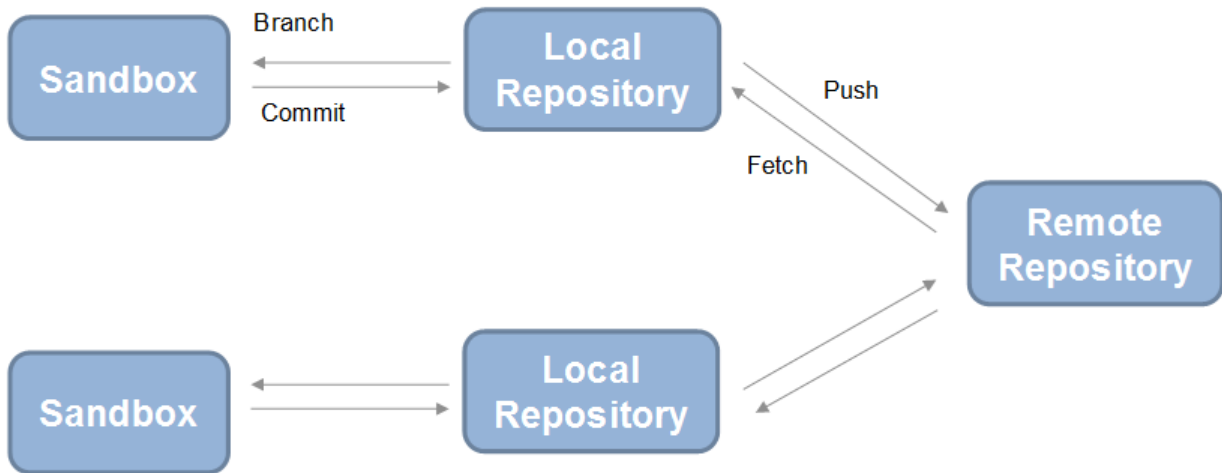 Branch
Sandbox
Commit
Local
Repository
Push
Fetch
Remote
Repository
Sandbox
Local
Repository